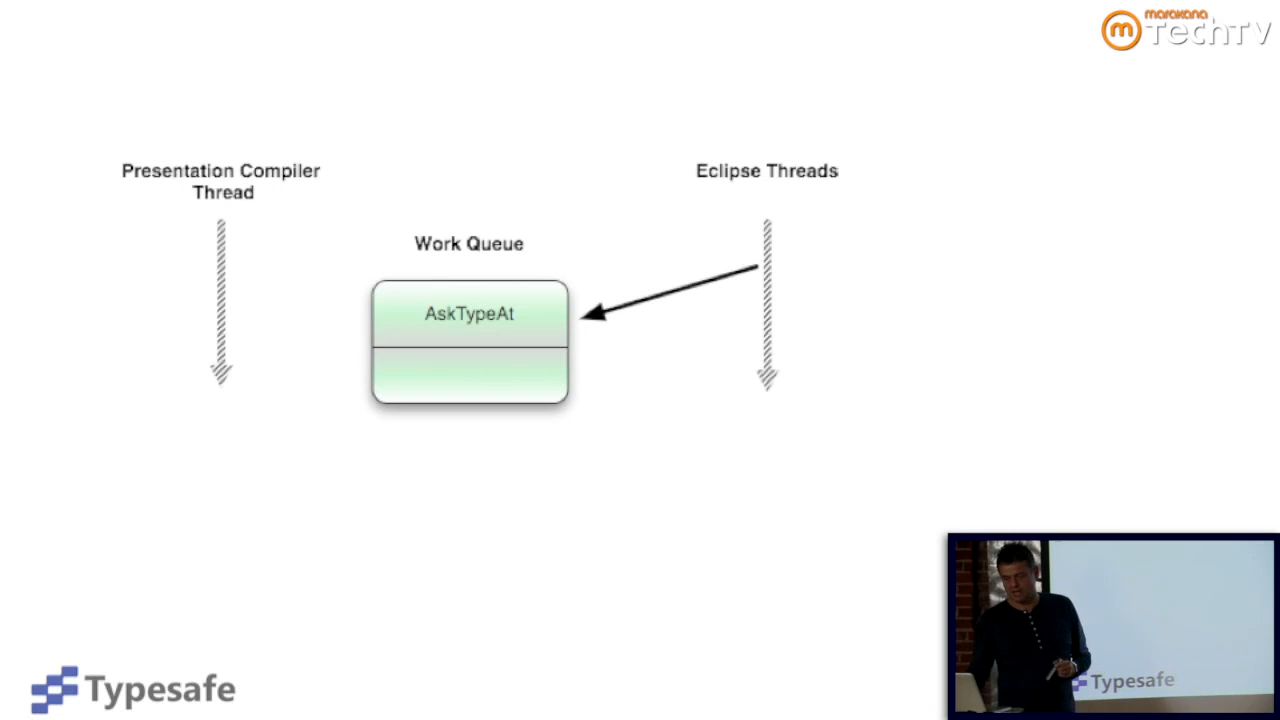 marakana
TechTV
Presentation Compiler
Thread
Eclipse Threads
Work Queue
AskTypeAt
Typesafe
Typesafe